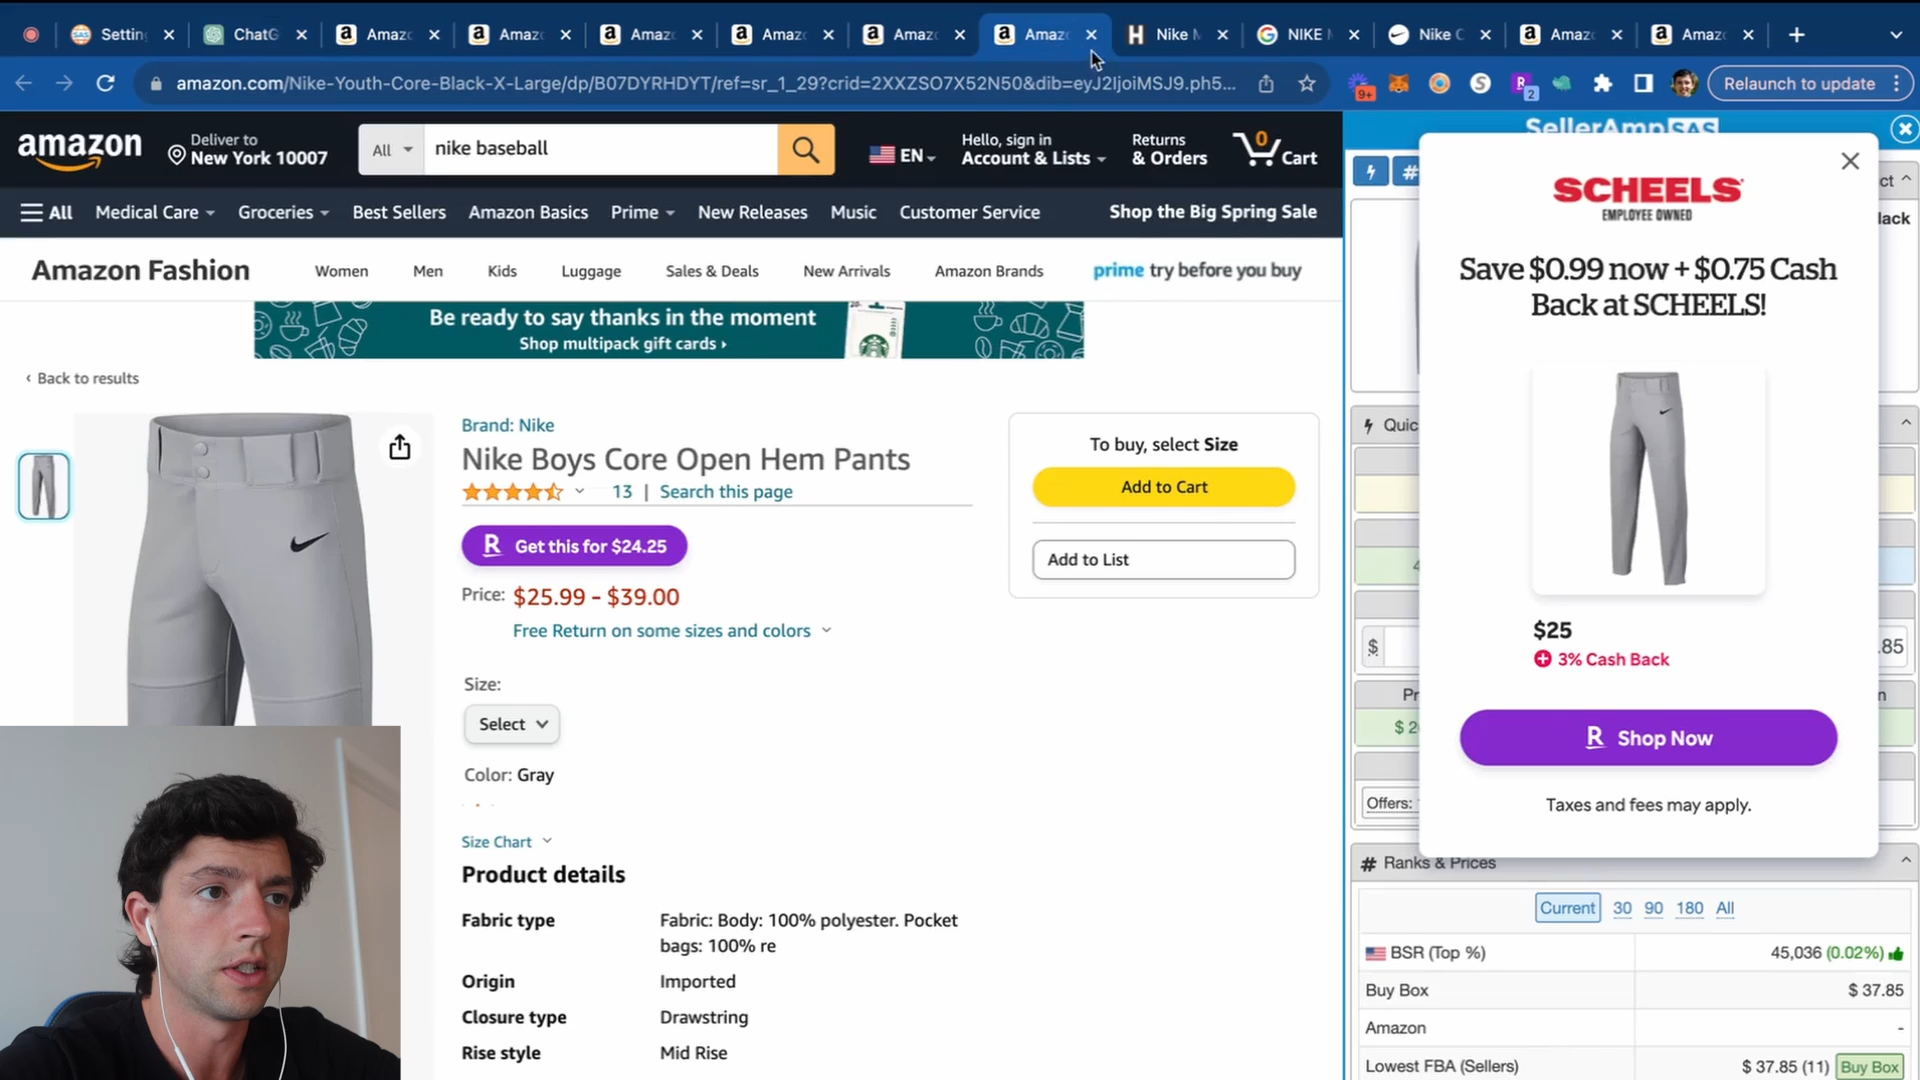 Settin
ChatG
Amaz
Amaz
Amaz
Amaz
Amaz
Amaz
Nike M
NIKE
Nike C
Amaz
Amaz
amazon.com/Nike-Youth-Core-Black-X-Large/dp/B07DYRHDYT/ref=sr_1_29?crid=2XXZSO7X52N50&dib=eyJ2IjoiMSJ9.ph5...
9+
2
Relaunch to update
amazon
Deliver to
New York 10007
All
nike baseball
EN
Hello, sign in
Account & Lists
Returns
& Orders
0
Cart
All
Medical Care
Groceries
Best Sellers
Amazon Basics
Prime
New Releases
Music
Customer Service
Shop the Big Spring Sale
Amazon Fashion
Women
Men
Kids
Luggage
Sales & Deals
New Arrivals
Amazon Brands
prime try before you buy
Be ready to say thanks in the moment
Shop multipack gift cards ›
‹ Back to results
Brand: Nike
Nike Boys Core Open Hem Pants
13 | Search this page
R Get this for $24.25
Price: $25.99 - $39.00
Free Return on some sizes and colors
Size:
Select
Color: Gray
Size Chart
Product details
Fabric type Fabric: Body: 100% polyester. Pocket
bags: 100% re
Origin Imported
Closure type Drawstring
Rise style Mid Rise
To buy, select Size
Add to Cart
Add to List
SellerAmp SAS
#
ct
lack
SCHEELS
EMPLOYEE OWNED
Save $0.99 now + $0.75 Cash
Back at SCHEELS!
$25
3% Cash Back
R Shop Now
Taxes and fees may apply.
Quic
4
$
.85
Pr
n
$ 2
Offers:
# Ranks & Prices
Current 30 90 180 All
BSR (Top %) 45,036 (0.02%)
Buy Box $ 37.85
Amazon -
Lowest FBA (Sellers) $ 37.85 (11) Buy Box